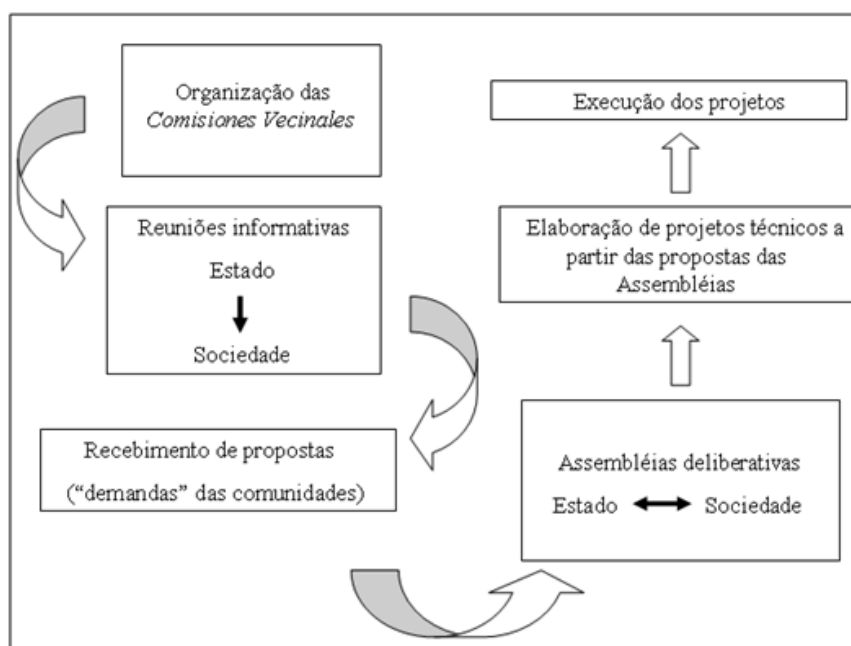 Organização das
Comisiones Vecinales
Reuniões informativas
Estado
Sociedade
Recebimento de propostas
(“demandas” das comunidades)
Assembléias deliberativas
Estado Sociedade
Elaboração de projetos técnicos a
partir das propostas das
Assembléias
Execução dos projetos